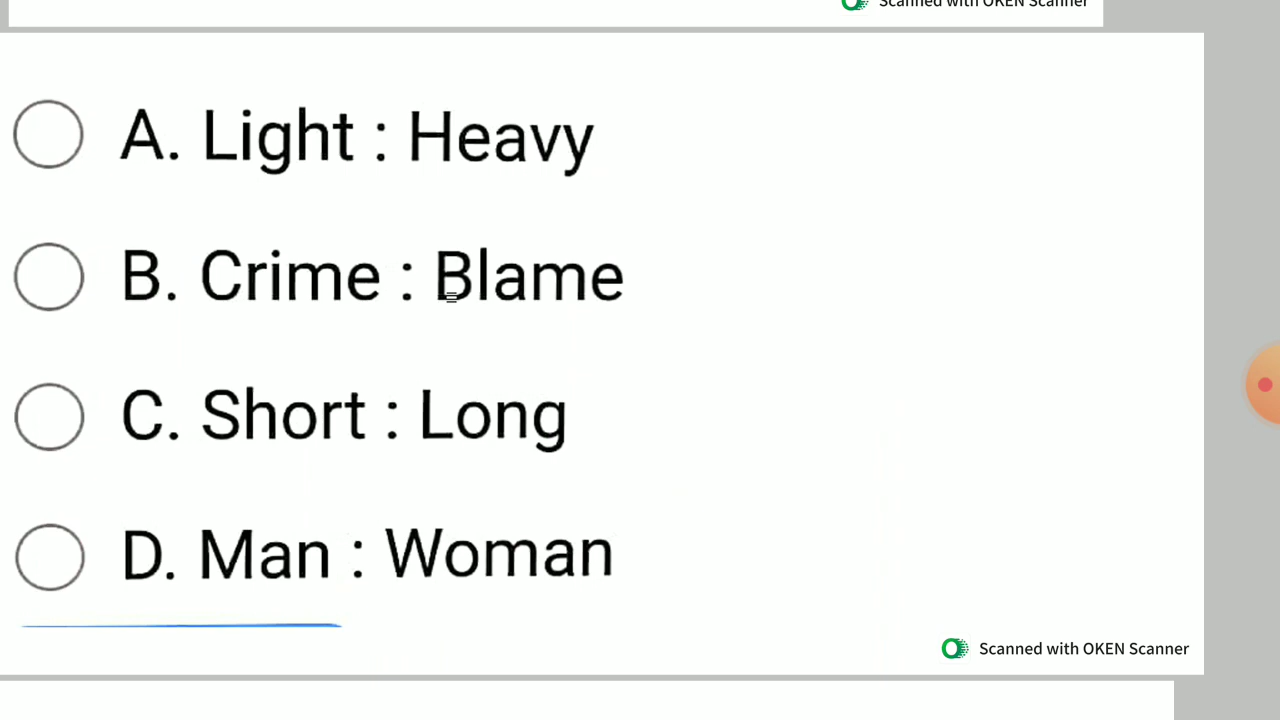 Scanned with OKEN Scanner
A. Light : Heavy
B. Crime : Blame
C. Short : Long
D. Man : Woman
Scanned with OKEN Scanner